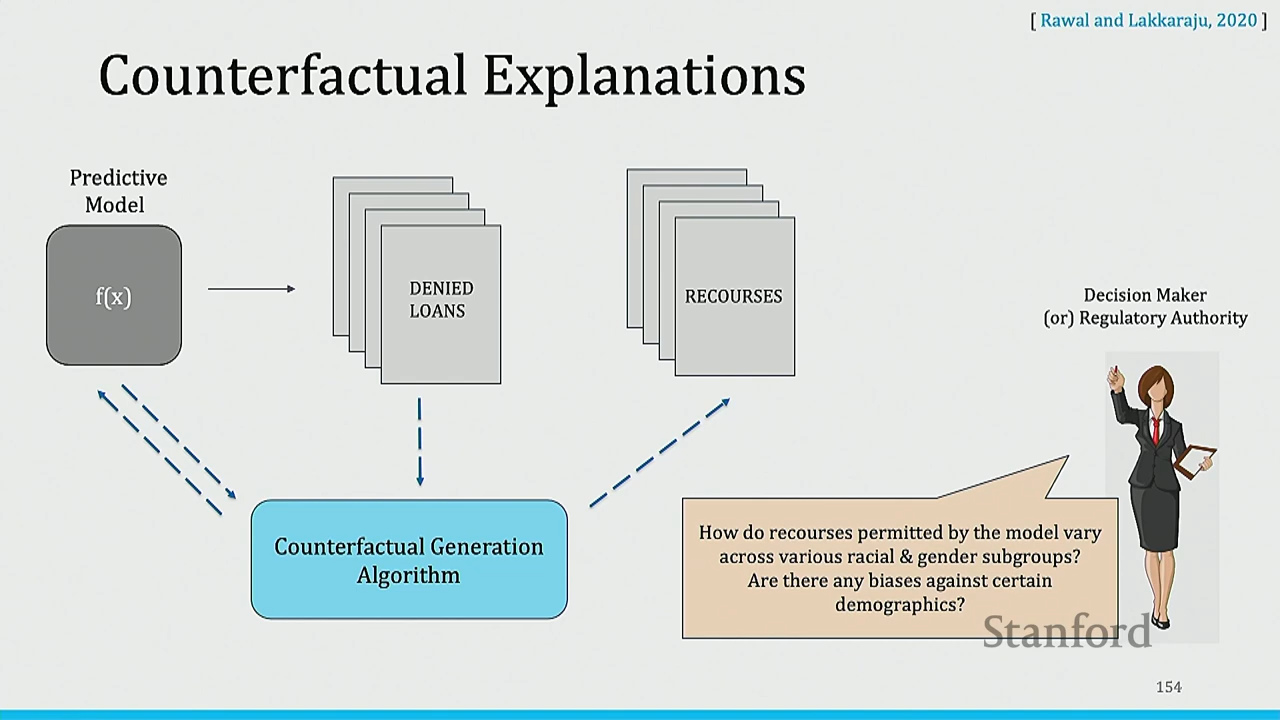 [ Rawal and Lakkaraju, 2020 ]
Counterfactual Explanations
Predictive
Model
f(x)
DENIED
LOANS
RECOURSES
Decision Maker
(or) Regulatory Authority
Counterfactual Generation
Algorithm
How do recourses permitted by the model vary
across various racial & gender subgroups?
Are there any biases against certain
demographics?
Stanford
154